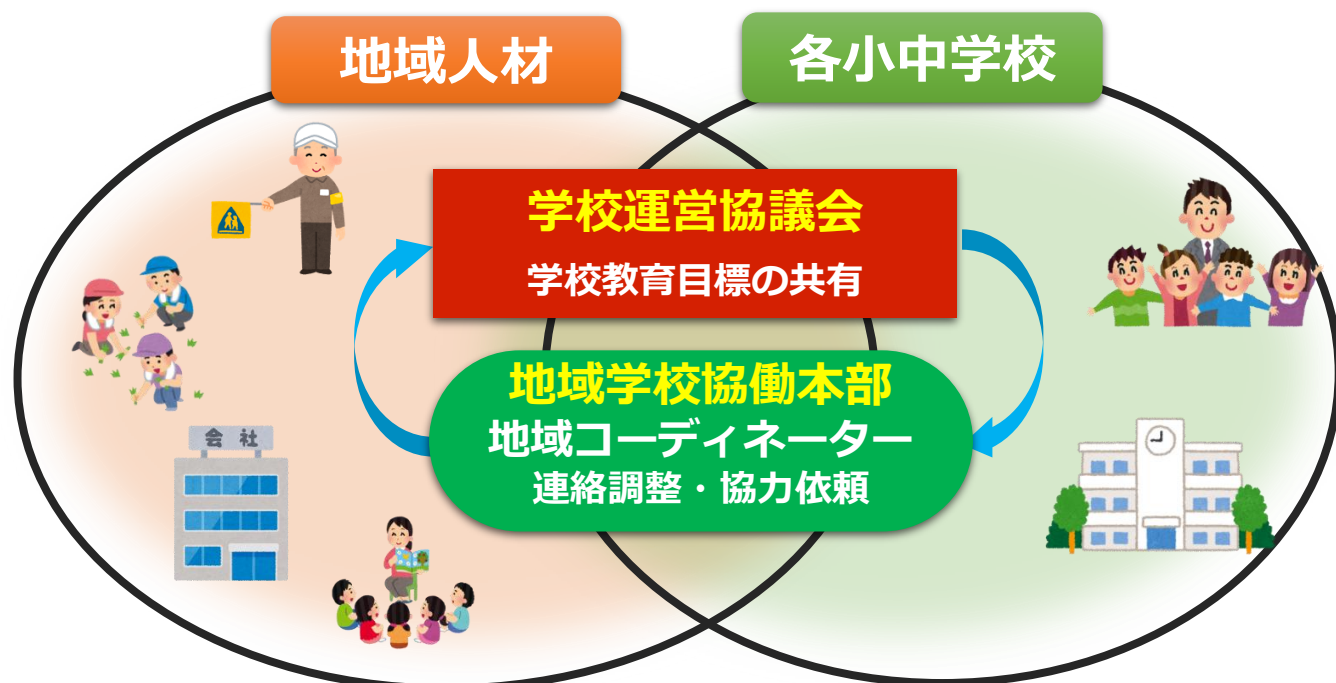 地域人材
各小中学校
学校運営協議会
学校教育目標の共有
地域学校協働本部
地域コーディネーター
連絡調整・協力依頼
会社